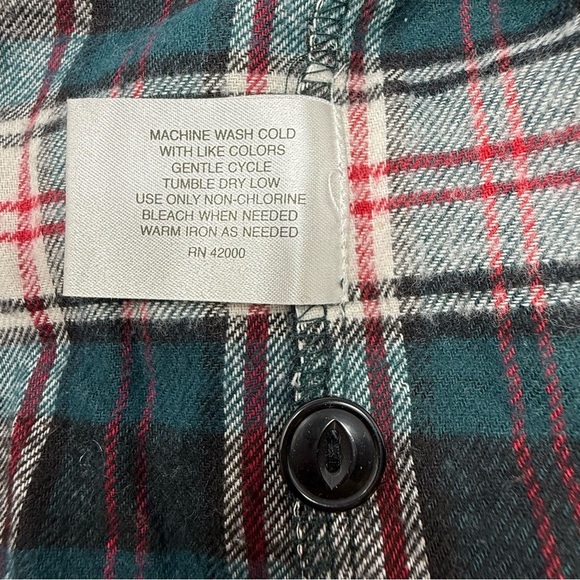 MACHINE WASH COLD
WITH LIKE COLORS
GENTLE CYCLE
TUMBLE DRY LOW
USE ONLY NON-CHLORINE
BLEACH WHEN NEEDED
WARM IRON AS NEEDED
RN 42000